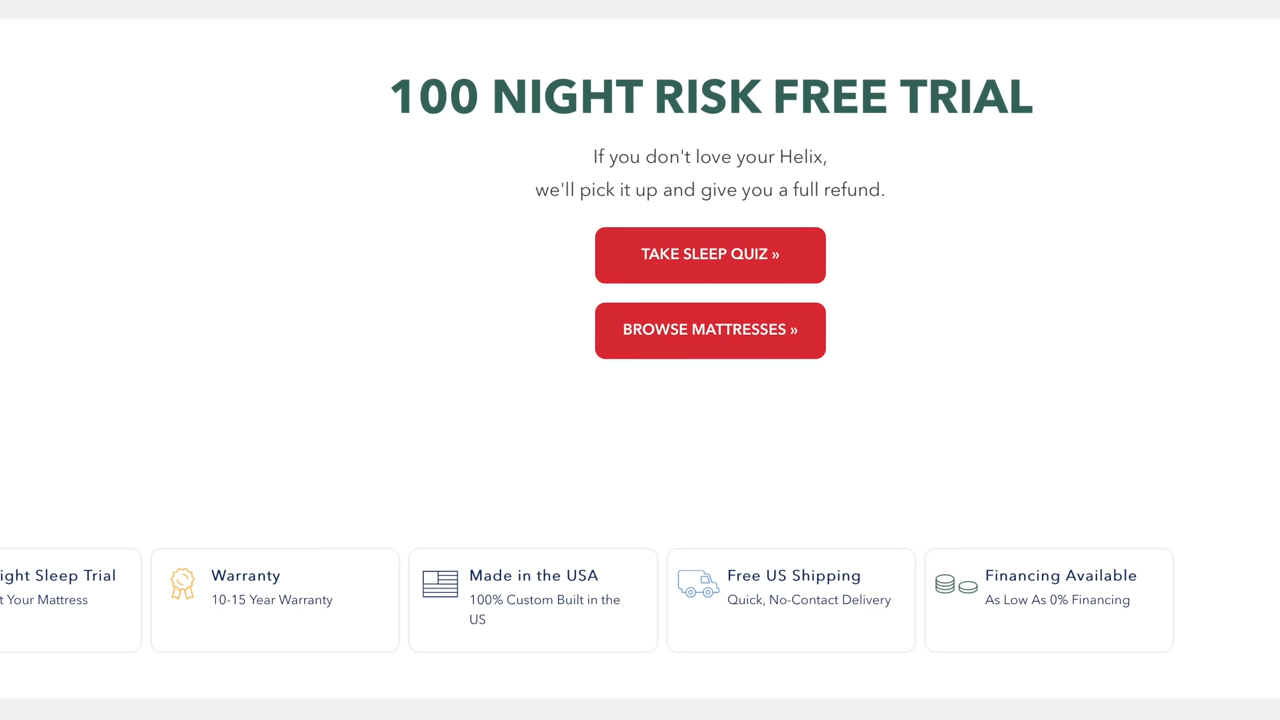 100 NIGHT RISK FREE TRIAL
If you don't love your Helix,
we'll pick it up and give you a full refund.
TAKE SLEEP QUIZ »
BROWSE MATTRESSES »
Sleep Trial
Your Mattress
Warranty
10-15 Year Warranty
Made in the USA
100% Custom Built in the
US
Free US Shipping
Quick, No-Contact Delivery
Financing Available
As Low As 0% Financing